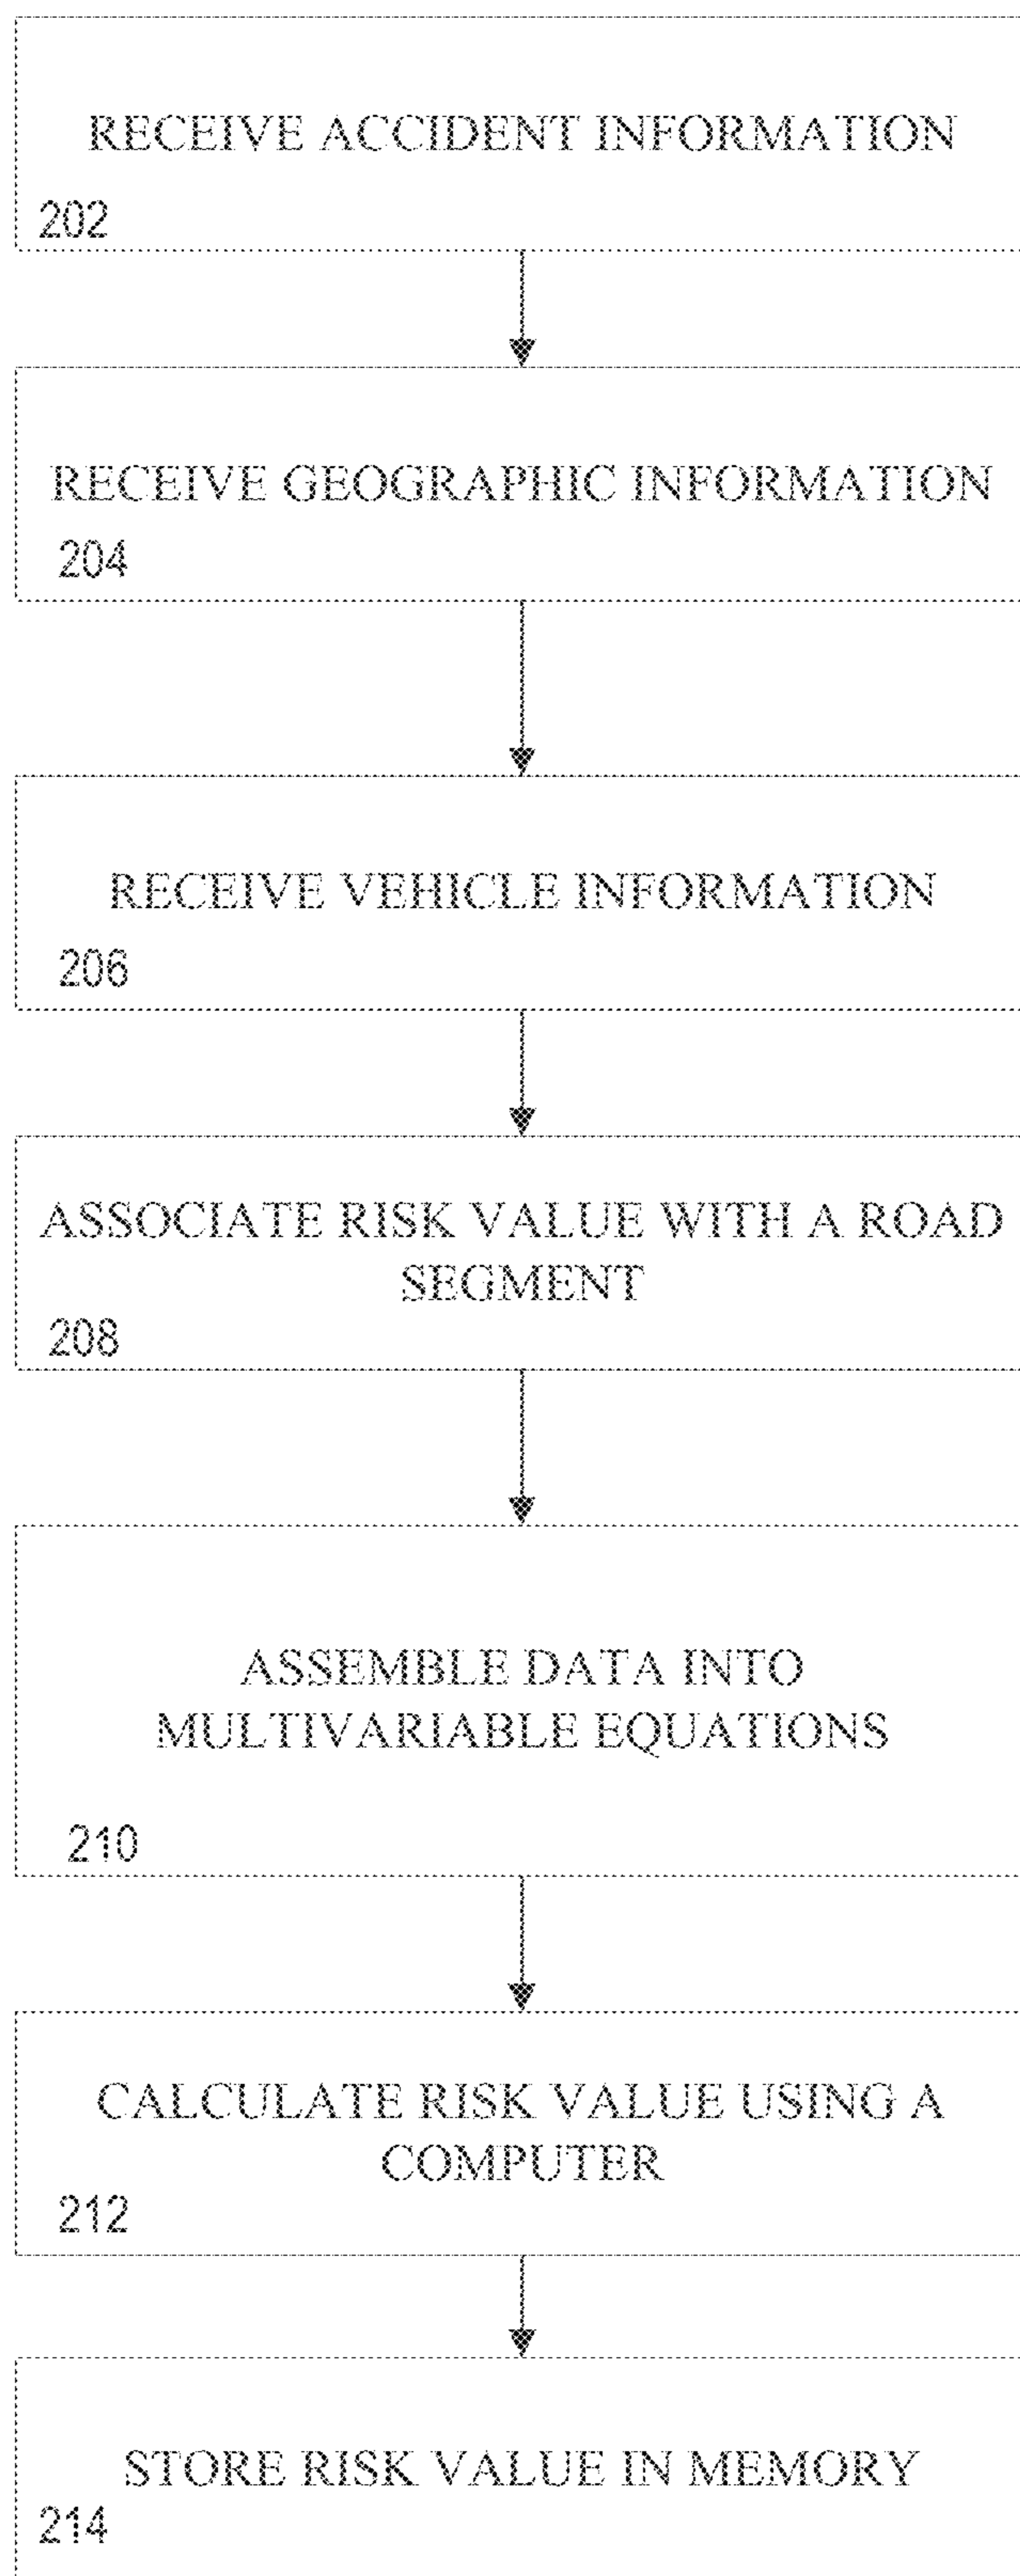 RECEIVE ACCIDENT INFORMATION
202
RECEIVE GEOGRAPHIC INFORMATION
204
RECEIVE VEHICLE INFORMATION
206
ASSOCIATE RISK VALUE WITH A ROAD
SEGMENT
208
ASSEMBLE DATA INTO
MULTIVARIABLE EQUATIONS
210
CALCULATE RISK VALUE USING A
COMPUTER
212
STORE RISK VALUE IN MEMORY
214